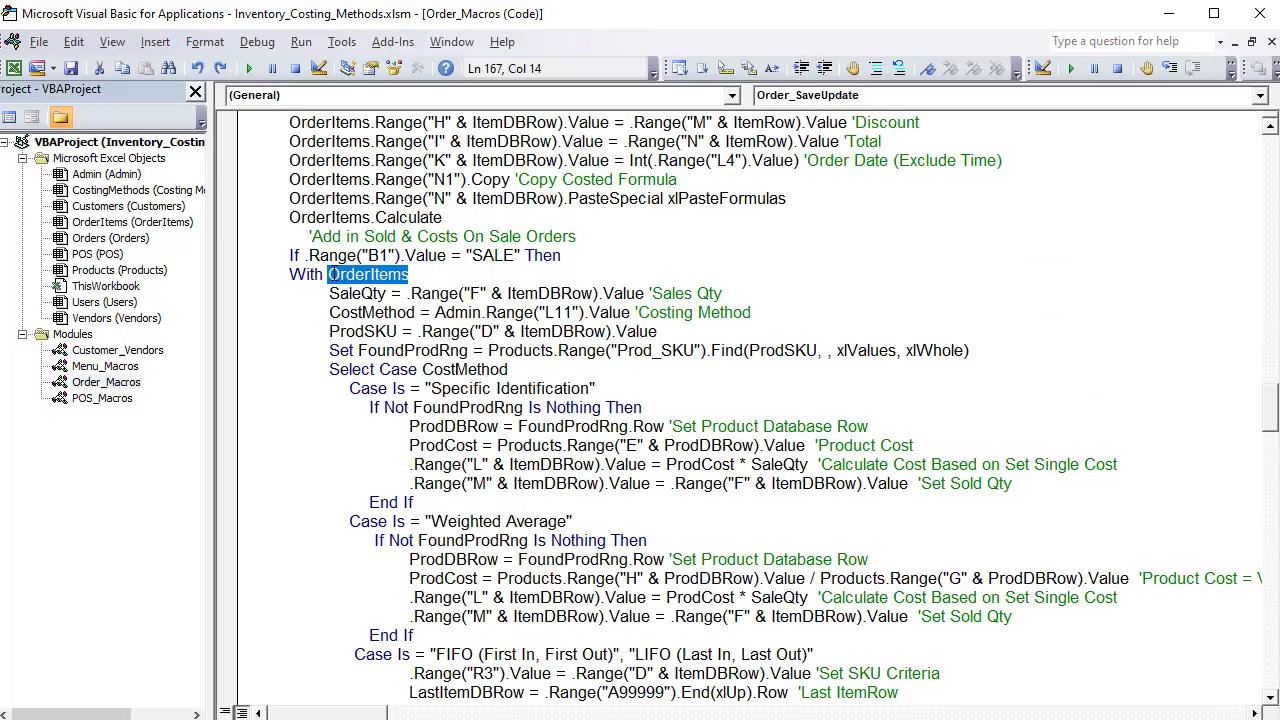 Microsoft Visual Basic for Applications - Inventory_Costing_Methods.xlsm - [Order_Macros (Code)]
File Edit View Insert Format Debug Run Tools Add-Ins Window Help
Type a question for help
Ln 167, Col 14
roject - VBAProject
(General)
Order_SaveUpdate
VBAProject (Inventory_Costin
Microsoft Excel Objects
Admin (Admin)
CostingMethods (Costing Me
Customers (Customers)
OrderItems (OrderItems)
Orders (Orders)
POS (POS)
Products (Products)
ThisWorkbook
Users (Users)
Vendors (Vendors)
Modules
Customer_Vendors
Menu_Macros
Order_Macros
POS_Macros
OrderItems.Range("H" & ItemDBRow).Value = .Range("M" & ItemRow).Value 'Discount
OrderItems.Range("I" & ItemDBRow).Value = .Range("N" & ItemRow).Value 'Total
OrderItems.Range("K" & ItemDBRow).Value = Int(.Range("L4").Value) 'Order Date (Exclude Time)
OrderItems.Range("N1").Copy 'Copy Costed Formula
OrderItems.Range("N" & ItemDBRow).PasteSpecial xlPasteFormulas
OrderItems.Calculate
'Add in Sold & Costs On Sale Orders
If .Range("B1").Value = "SALE" Then
With OrderItems
SaleQty = .Range("F" & ItemDBRow).Value 'Sales Qty
CostMethod = Admin.Range("L11").Value 'Costing Method
ProdSKU = .Range("D" & ItemDBRow).Value
Set FoundProdRng = Products.Range("Prod_SKU").Find(ProdSKU, , xlValues, xlWhole)
Select Case CostMethod
Case Is = "Specific Identification"
If Not FoundProdRng Is Nothing Then
ProdDBRow = FoundProdRng.Row 'Set Product Database Row
ProdCost = Products.Range("E" & ProdDBRow).Value 'Product Cost
.Range("L" & ItemDBRow).Value = ProdCost * SaleQty 'Calculate Cost Based on Set Single Cost
.Range("M" & ItemDBRow).Value = .Range("F" & ItemDBRow).Value 'Set Sold Qty
End If
Case Is = "Weighted Average"
If Not FoundProdRng Is Nothing Then
ProdDBRow = FoundProdRng.Row 'Set Product Database Row
ProdCost = Products.Range("H" & ProdDBRow).Value / Products.Range("G" & ProdDBRow).Value 'Product Cost =
.Range("L" & ItemDBRow).Value = ProdCost * SaleQty 'Calculate Cost Based on Set Single Cost
.Range("M" & ItemDBRow).Value = .Range("F" & ItemDBRow).Value 'Set Sold Qty
End If
Case Is = "FIFO (First In, First Out)", "LIFO (Last In, Last Out)"
.Range("R3").Value = .Range("D" & ItemDBRow).Value 'Set SKU Criteria
LastItemDBRow = .Range("A99999").End(xlUp).Row 'Last ItemRow